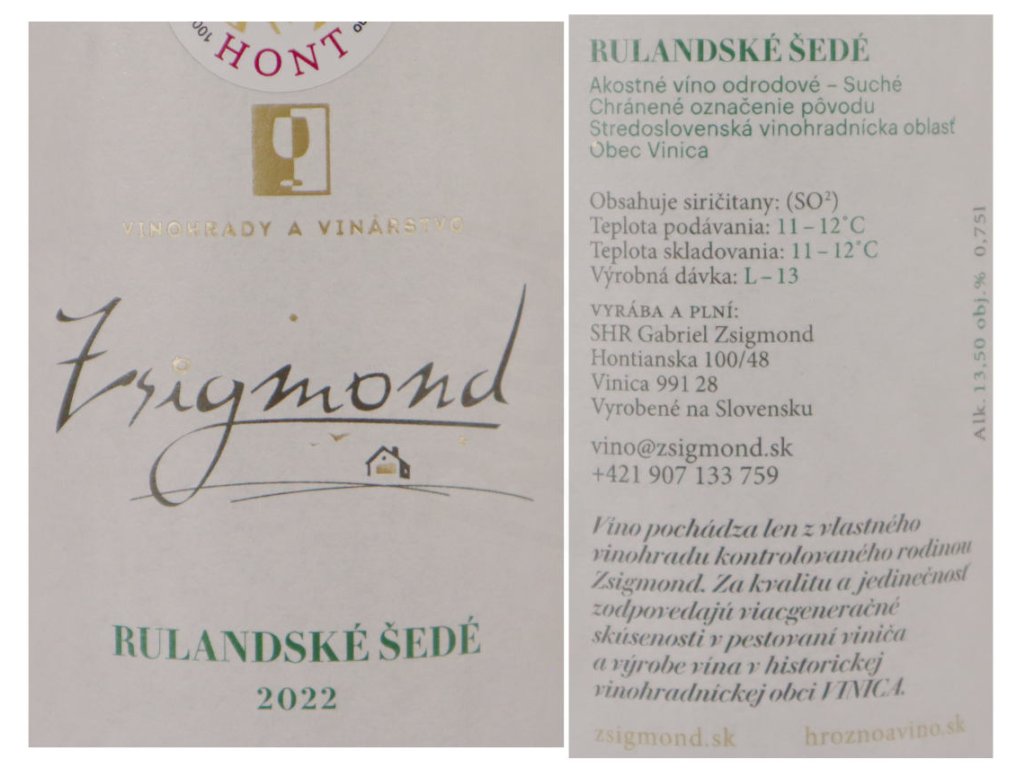 100
HONT
VINOHRADY A VINÁRSTVO
Zsigmond
RULANDSKÉ ŠEDÉ
2022
RULANDSKÉ ŠEDÉ
Akostné víno odrodové – Suché
Chránené označenie pôvodu
Stredoslovenská vinohradnícka oblasť
Obec Vinica
Obsahuje siričitany: (SO²)
Teplota podávania: 11 – 12°C
Teplota skladovania: 11 – 12°C
Výrobná dávka: L – 13
VYRÁBA A PLNÍ:
SHR Gabriel Zsigmond
Hontianska 100/48
Vinica 991 28
Vyrobené na Slovensku
vino@zsigmond.sk
+421 907 133 759
Víno pochádza len z vlastného
vinohradu kontrolovaného rodinou
Zsigmond. Za kvalitu a jedinečnosť
zodpovedajú viacgeneračné
skúsenosti v pestovaní viniča
a výrobe vína v historickej
vinohradníckej obci VINICA.
zsigmond.sk hroznoavino.sk
Alk. 13,50 obj.% 0,75l